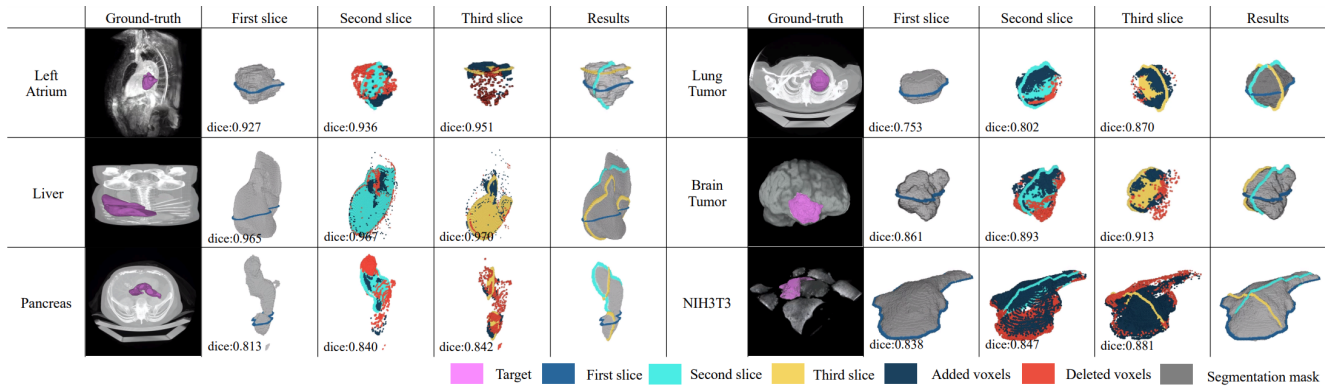 Ground-truth First slice Second slice Third slice Results Ground-truth First slice Second slice Third slice Results
Left Atrium dice:0.927 dice:0.936 dice:0.951 Lung Tumor dice:0.753 dice:0.802 dice:0.870
Liver dice:0.965 dice:0.967 dice:0.970 Brain Tumor dice:0.861 dice:0.893 dice:0.913
Pancreas dice:0.813 dice:0.840 dice:0.842 NIH3T3 dice:0.838 dice:0.847 dice:0.881
Target First slice Second slice Third slice Added voxels Deleted voxels Segmentation mask